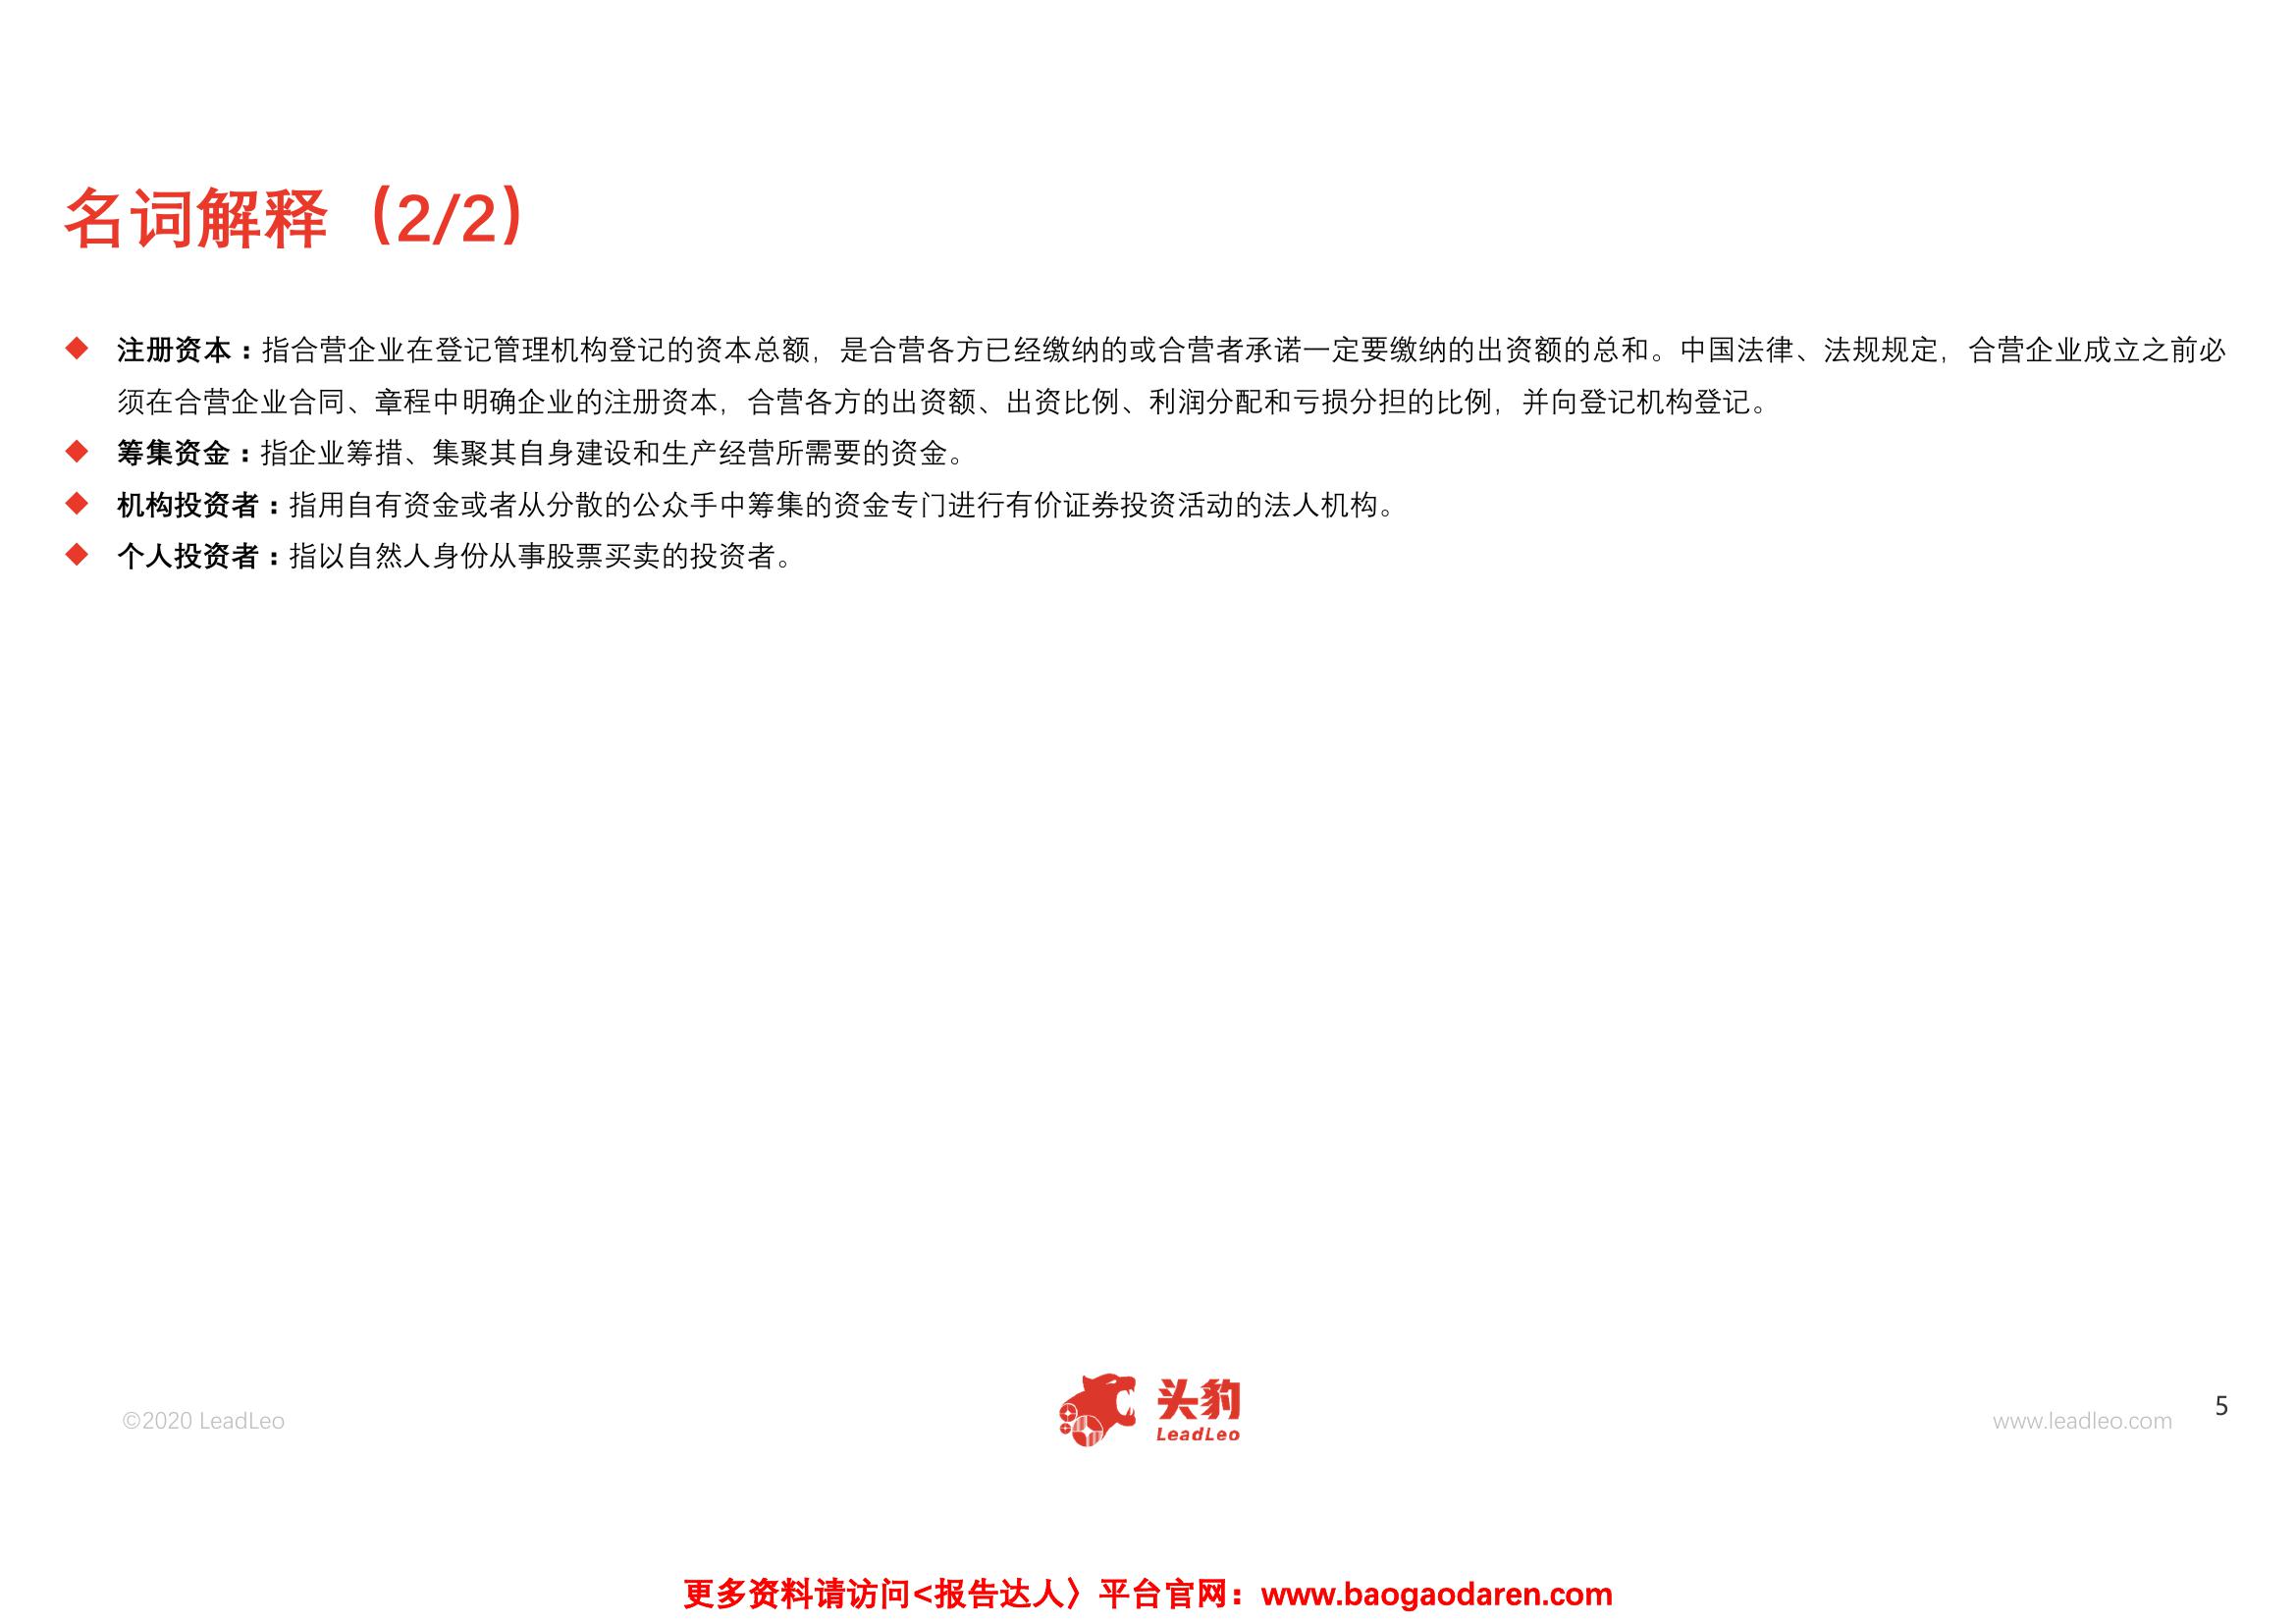 名词解释（2/2）
◆ 注册资本：指合营企业在登记管理机构登记的资本总额，是合营各方已经缴纳的或合营者承诺一定要缴纳的出资额的总和。中国法律、法规规定，合营企业成立之前必
须在合营企业合同、章程中明确企业的注册资本，合营各方的出资额、出资比例、利润分配和亏损分担的比例，并向登记机构登记。
◆ 筹集资金：指企业筹措、集聚其自身建设和生产经营所需要的资金。
◆ 机构投资者：指用自有资金或者从分散的公众手中筹集的资金专门进行有价证券投资活动的法人机构。
◆ 个人投资者：指以自然人身份从事股票买卖的投资者。
©2020 LeadLeo
头豹
LeadLeo
www.leadleo.com
5
更多资料请访问<报告达人〉平台官网：www.baogaodaren.com